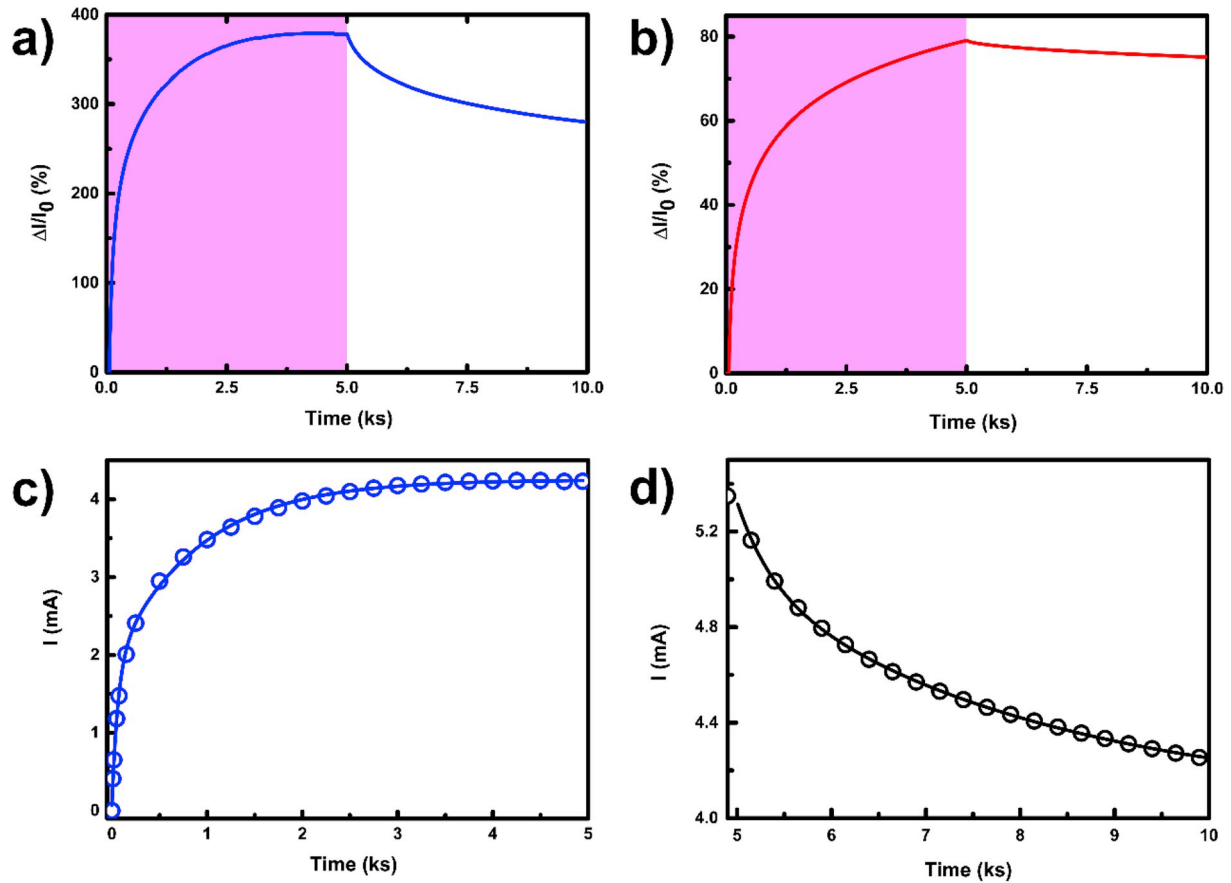 a)
400
300
200
100
0
ΔI/I₀ (%)
0.0 2.5 5.0 7.5 10.0
Time (ks)
b)
80
60
40
20
0
ΔI/I₀ (%)
0.0 2.5 5.0 7.5 10.0
Time (ks)
c)
4
3
2
1
0
I (mA)
0 1 2 3 4 5
Time (ks)
d)
5.2
4.8
4.4
4.0
I (mA)
5 6 7 8 9 10
Time (ks)